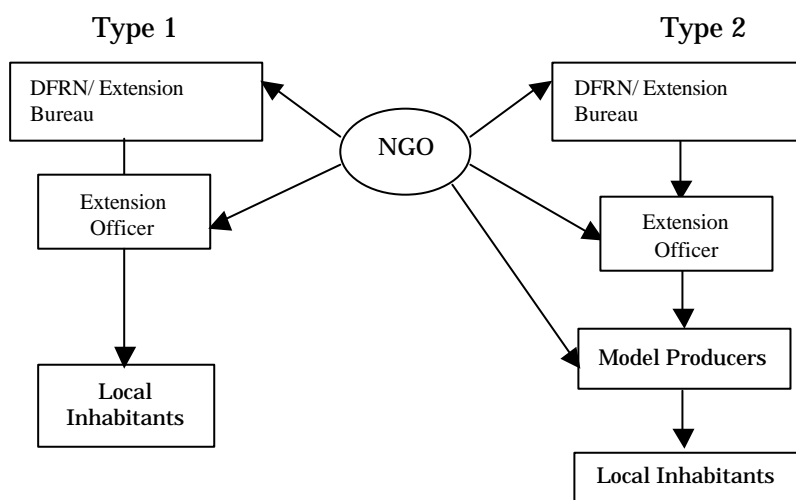 Type 1
Type 2
DFRN/ Extension
Bureau
DFRN/ Extension
Bureau
NGO
Extension
Officer
Extension
Officer
Model Producers
Local
Inhabitants
Local Inhabitants